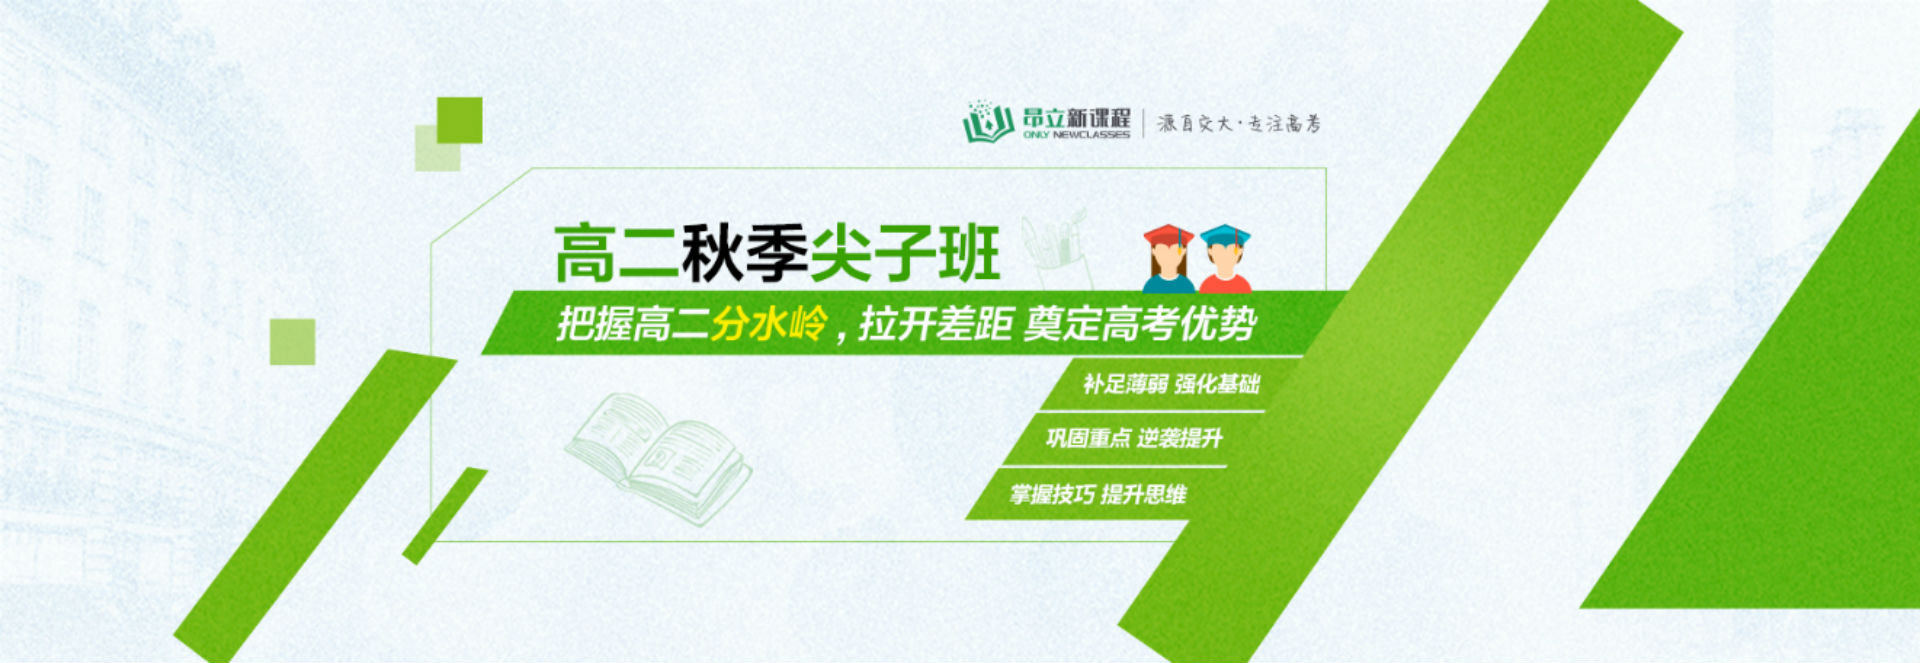 昂立新课程
ONLY NEWCLASSES
源自交大·专注高考
高二秋季尖子班
把握高二分水岭,拉开差距 奠定高考优势
补足薄弱 强化基础
巩固重点 逆袭提升
掌握技巧 提升思维